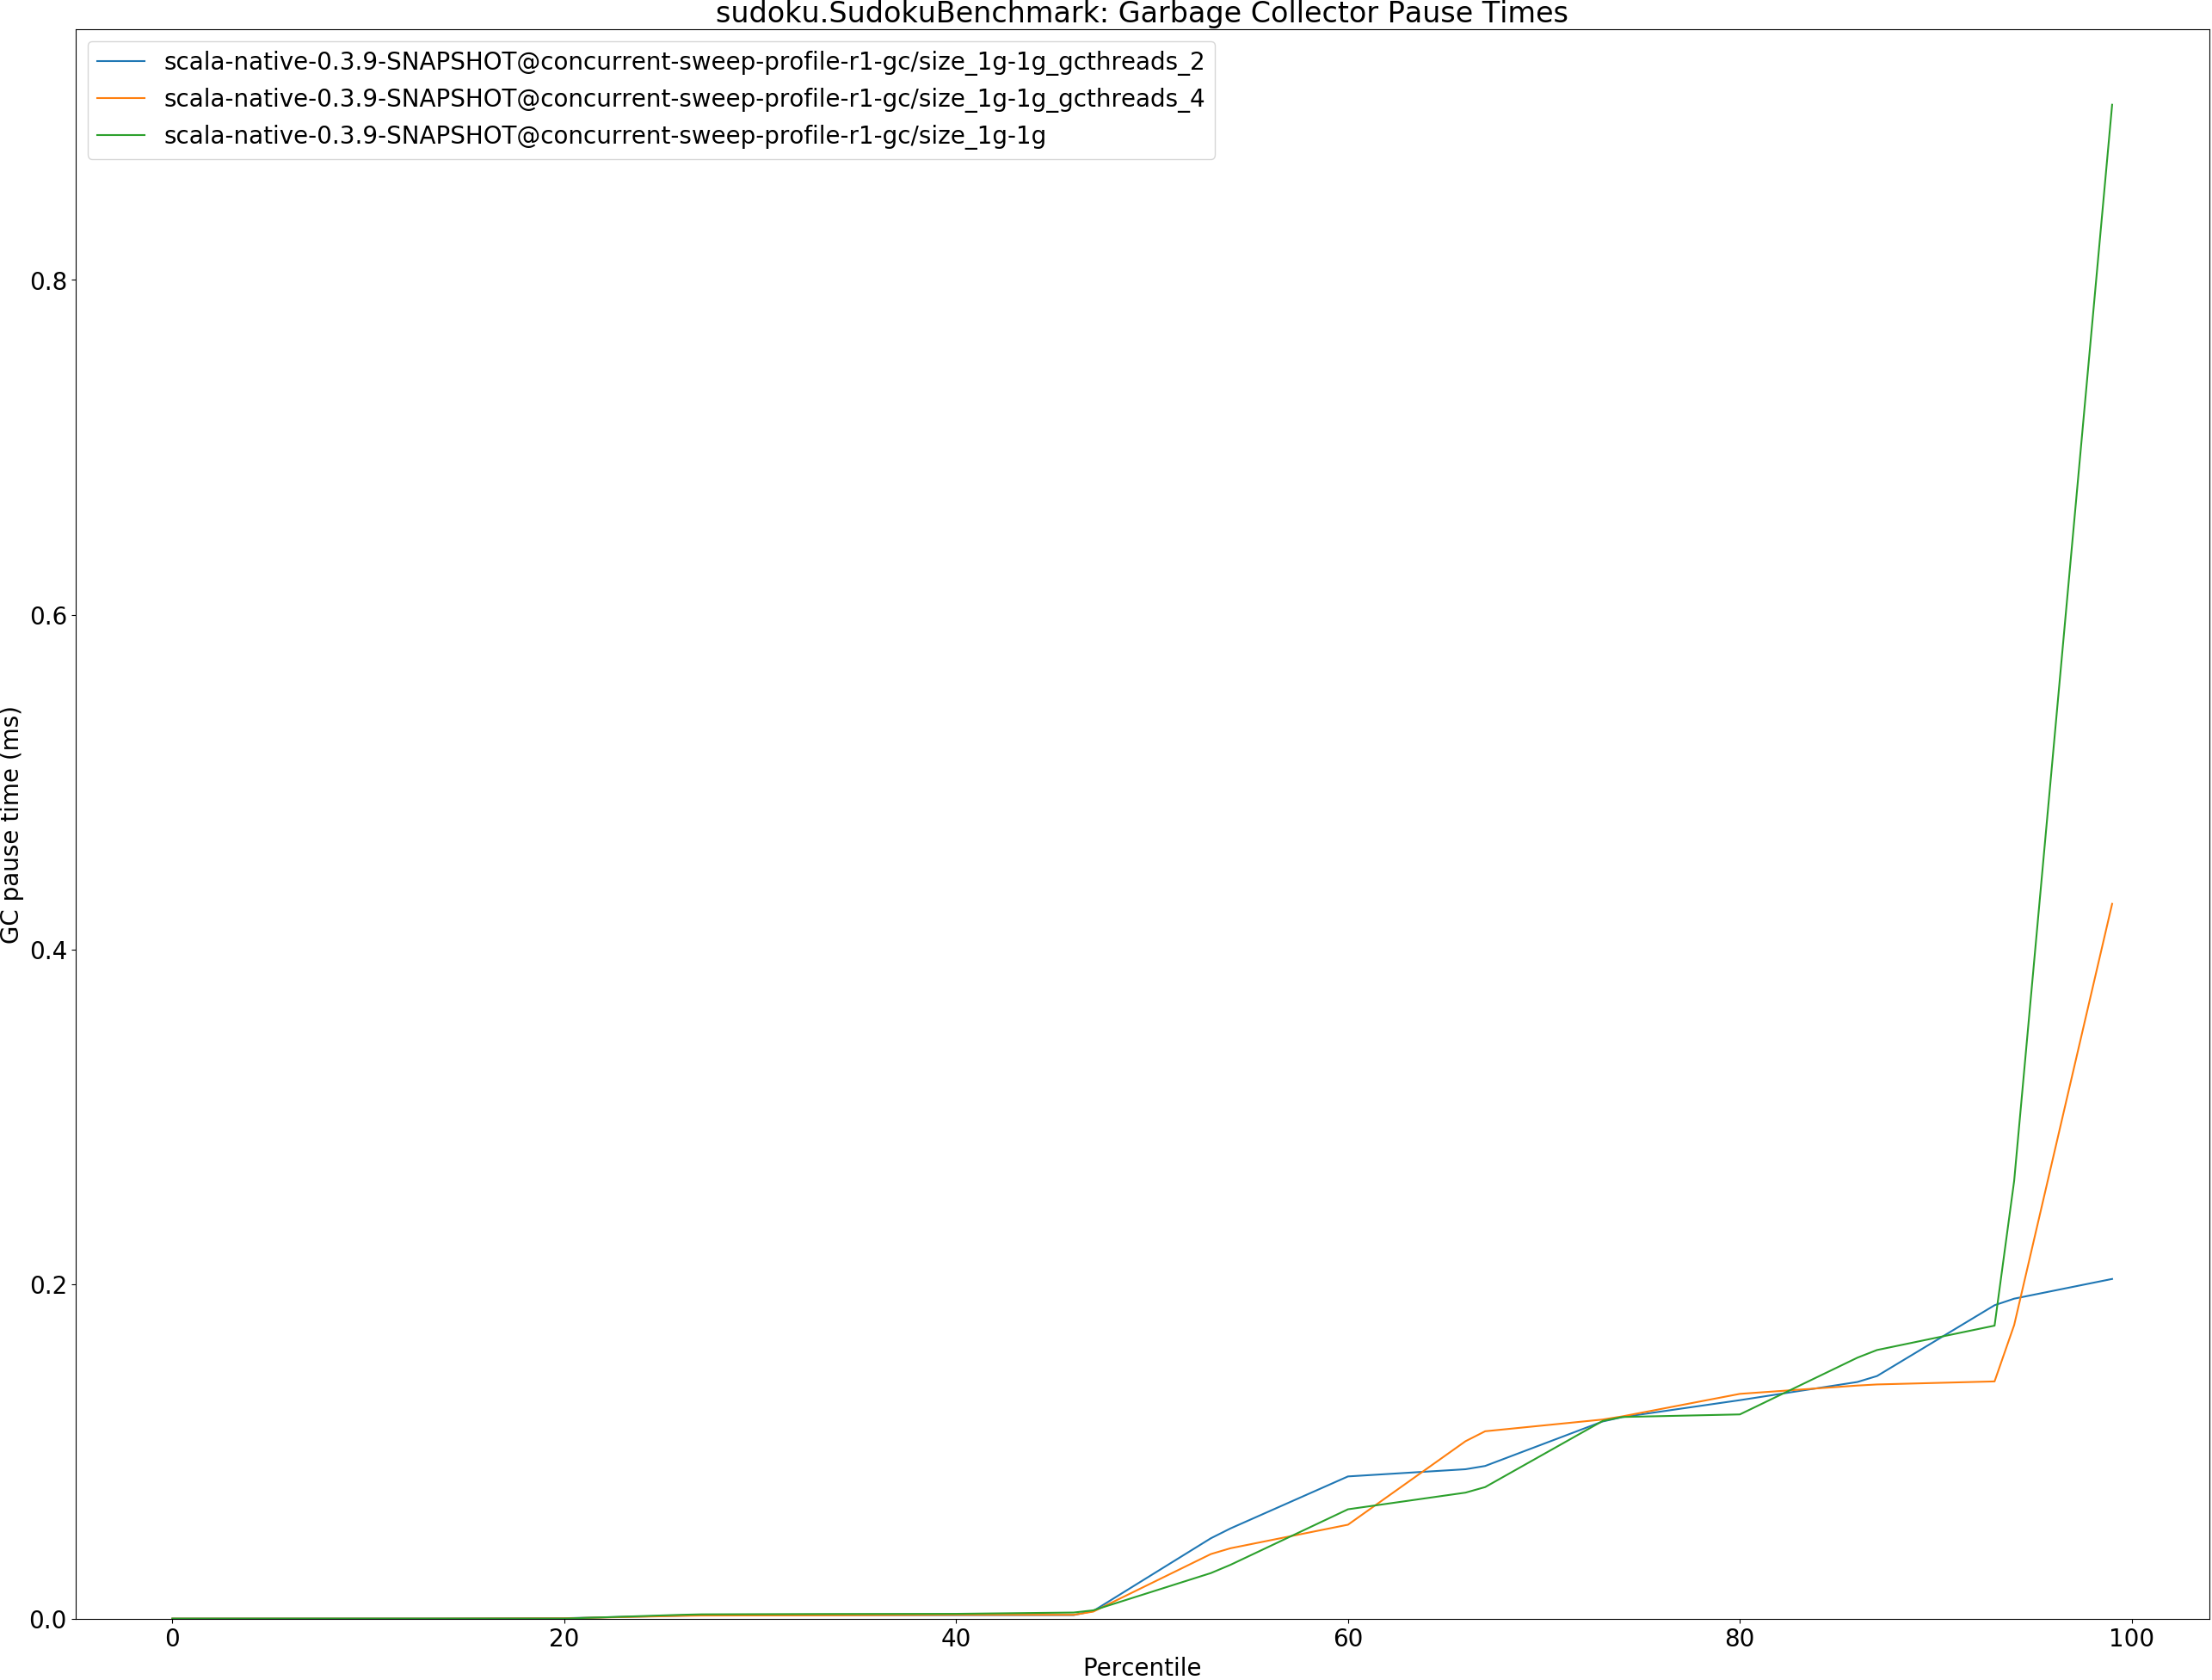 sudoku.SudokuBenchmark: Garbage Collector Pause Times
scala-native-0.3.9-SNAPSHOT@concurrent-sweep-profile-r1-gc/size_1g-1g_gcthreads_2
scala-native-0.3.9-SNAPSHOT@concurrent-sweep-profile-r1-gc/size_1g-1g_gcthreads_4
scala-native-0.3.9-SNAPSHOT@concurrent-sweep-profile-r1-gc/size_1g-1g
GC pause time (ms)
0.8
0.6
0.4
0.2
0.0
0 20 40 60 80 100
Percentile